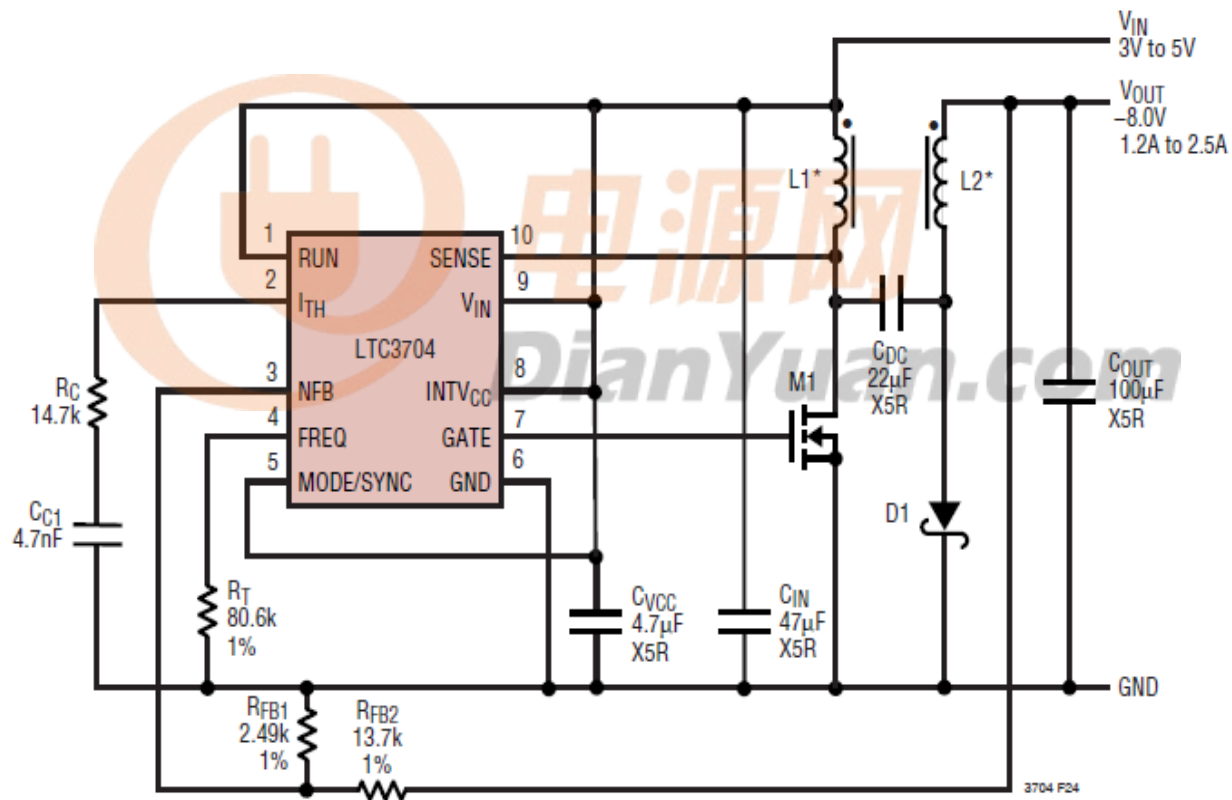 VIN
3V to 5V
VOUT
–8.0V
1.2A to 2.5A
L1*
L2*
电源网
DianYuan.com
1
2
3
4
5
10
9
8
7
6
RUN
ITH
NFB
FREQ
MODE/SYNC
SENSE
VIN
INTVCC
GATE
GND
LTC3704
RC
14.7k
CC1
4.7nF
M1
CDC
22µF
X5R
COUT
100µF
X5R
D1
RT
80.6k
1%
CVCC
4.7µF
X5R
CIN
47µF
X5R
GND
RFB1
2.49k
1%
RFB2
13.7k
1%
3704 F24